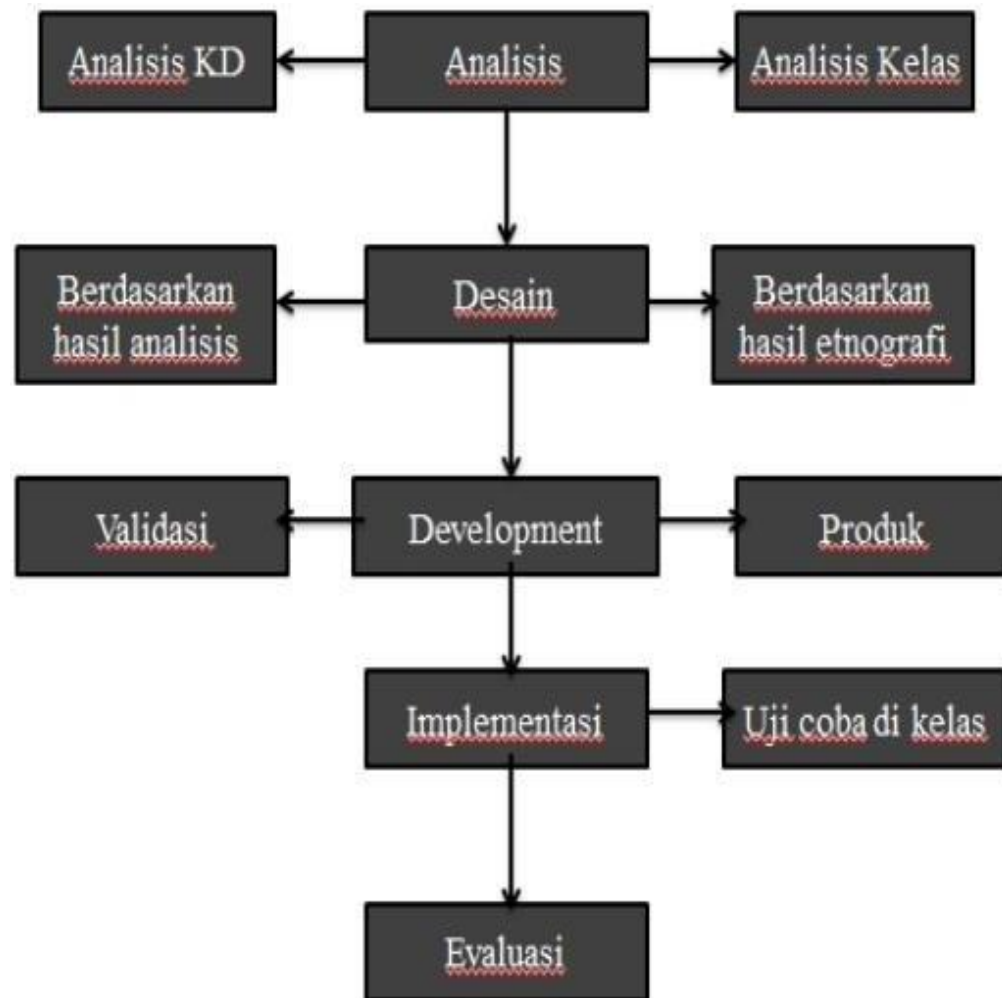 Analisis KD
Analisis
Analisis Kelas
Berdasarkan
hasil analisis
Desain
Berdasarkan
hasil etnografi
Validasi
Development
Produk
Implementasi
Uji coba di kelas
Evaluasi